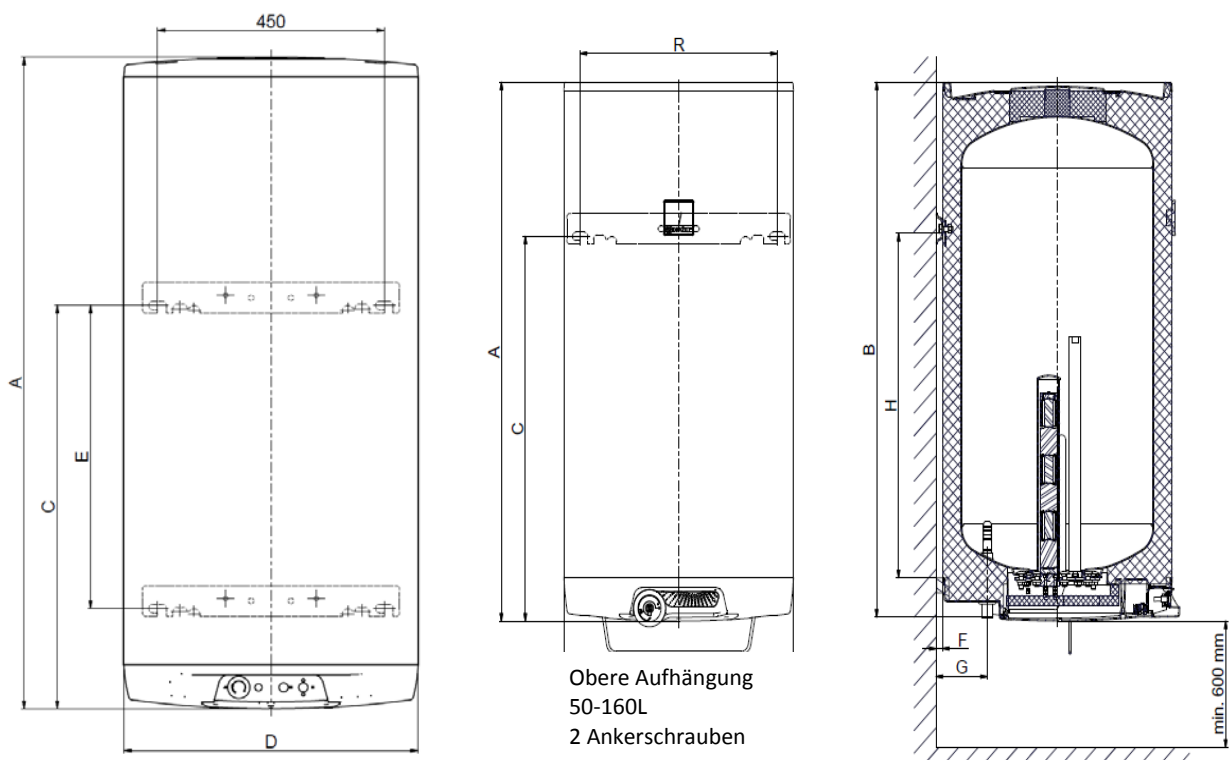 450
A
C
E
D
R
A
C
Obere Aufhängung
50-160L
2 Ankerschrauben
B
H
F
G
min. 600 mm